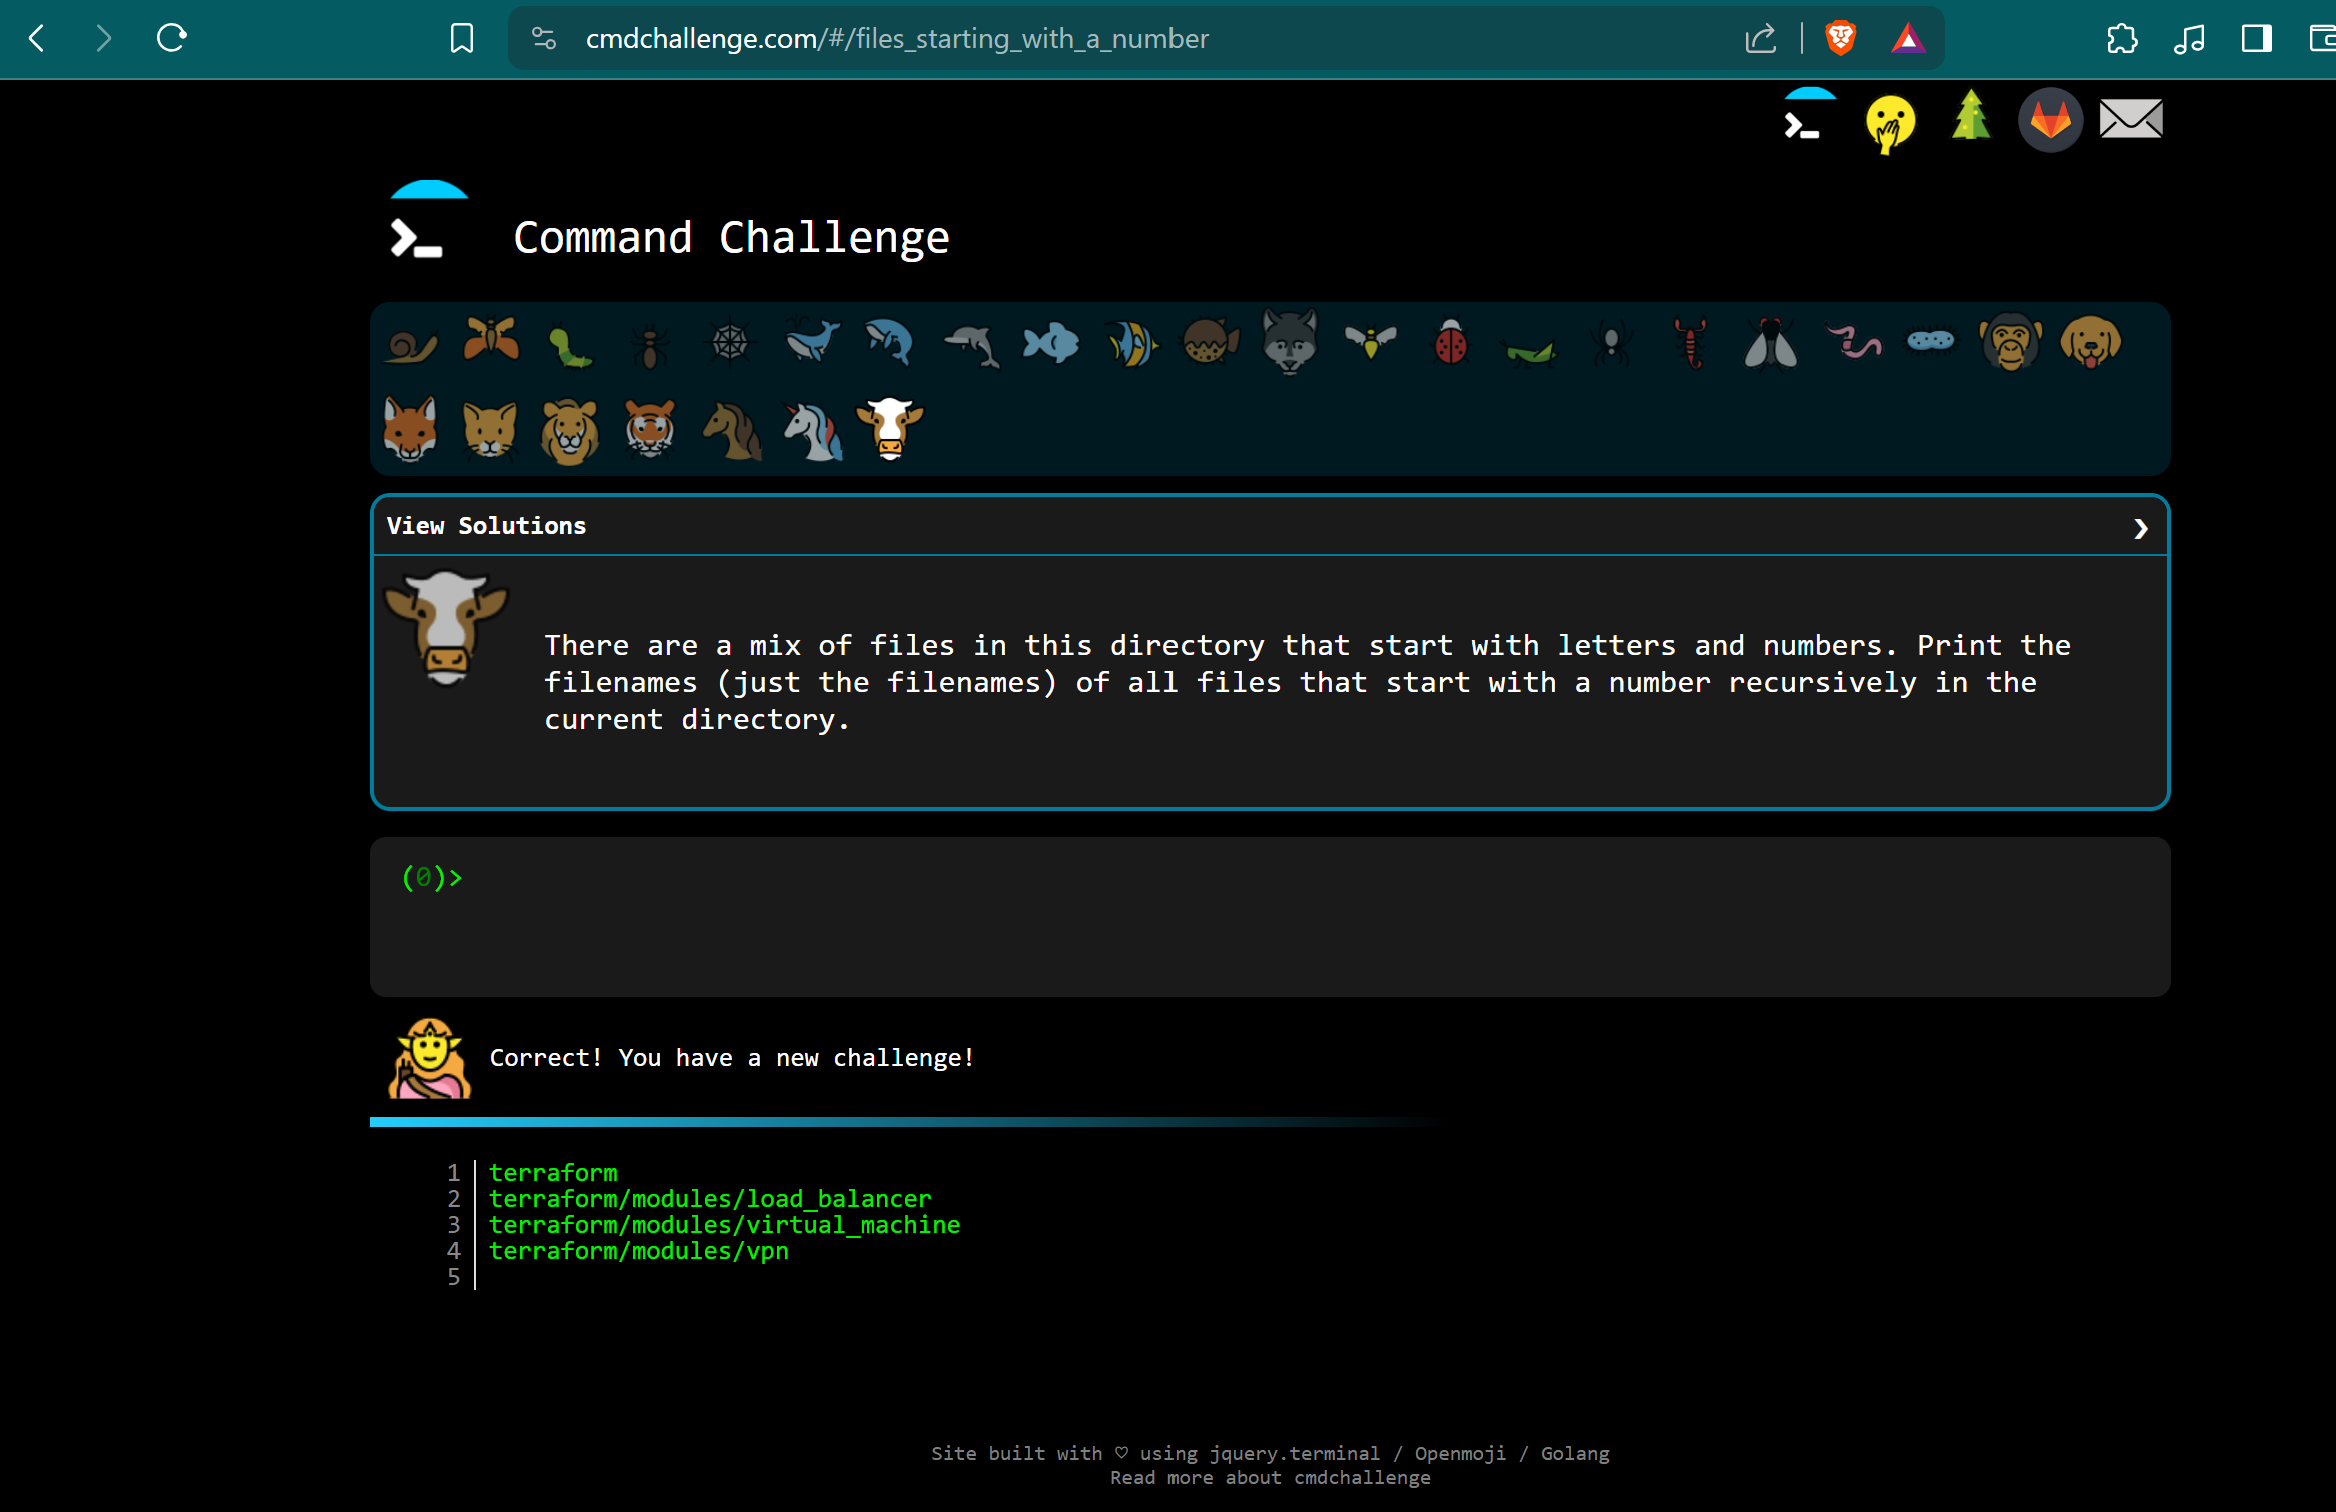 cmdchallenge.com/#/files_starting_with_a_number
Command Challenge
View Solutions
There are a mix of files in this directory that start with letters and numbers. Print the
filenames (just the filenames) of all files that start with a number recursively in the
current directory.
(0)>
Correct! You have a new challenge!
1 terraform
2 terraform/modules/load_balancer
3 terraform/modules/virtual_machine
4 terraform/modules/vpn
5
Site built with ♡ using jquery.terminal / Openmoji / Golang
Read more about cmdchallenge